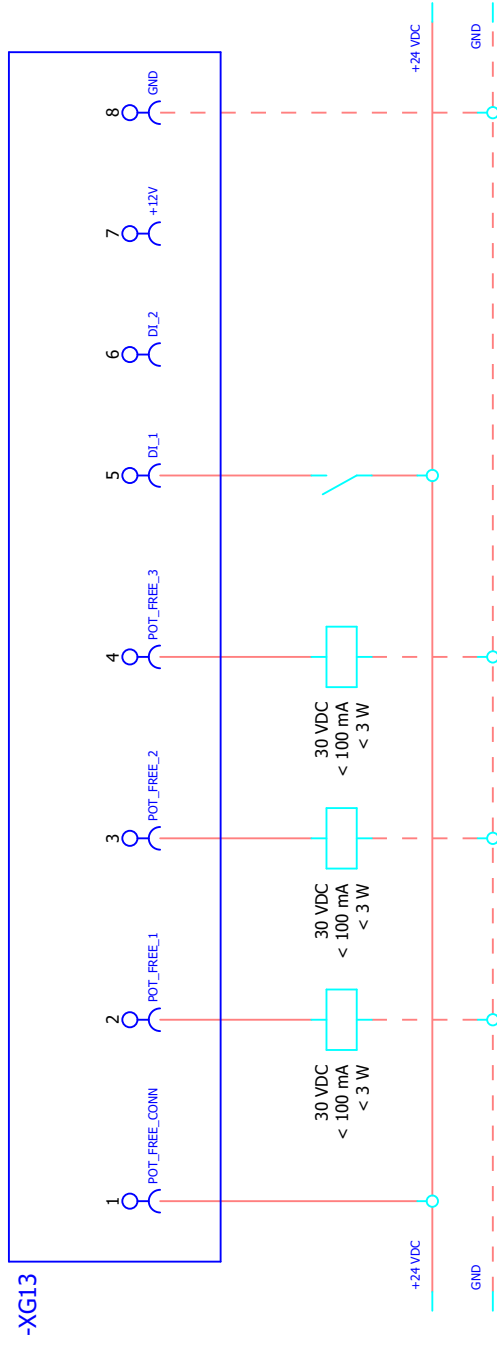 -XG13
1
POT_FREE_CONN
2
POT_FREE_1
3
POT_FREE_2
4
POT_FREE_3
5
DI_1
6
DI_2
7
+12V
8
GND
30 VDC
< 100 mA
< 3 W
30 VDC
< 100 mA
< 3 W
30 VDC
< 100 mA
< 3 W
+24 VDC
+24 VDC
GND
GND